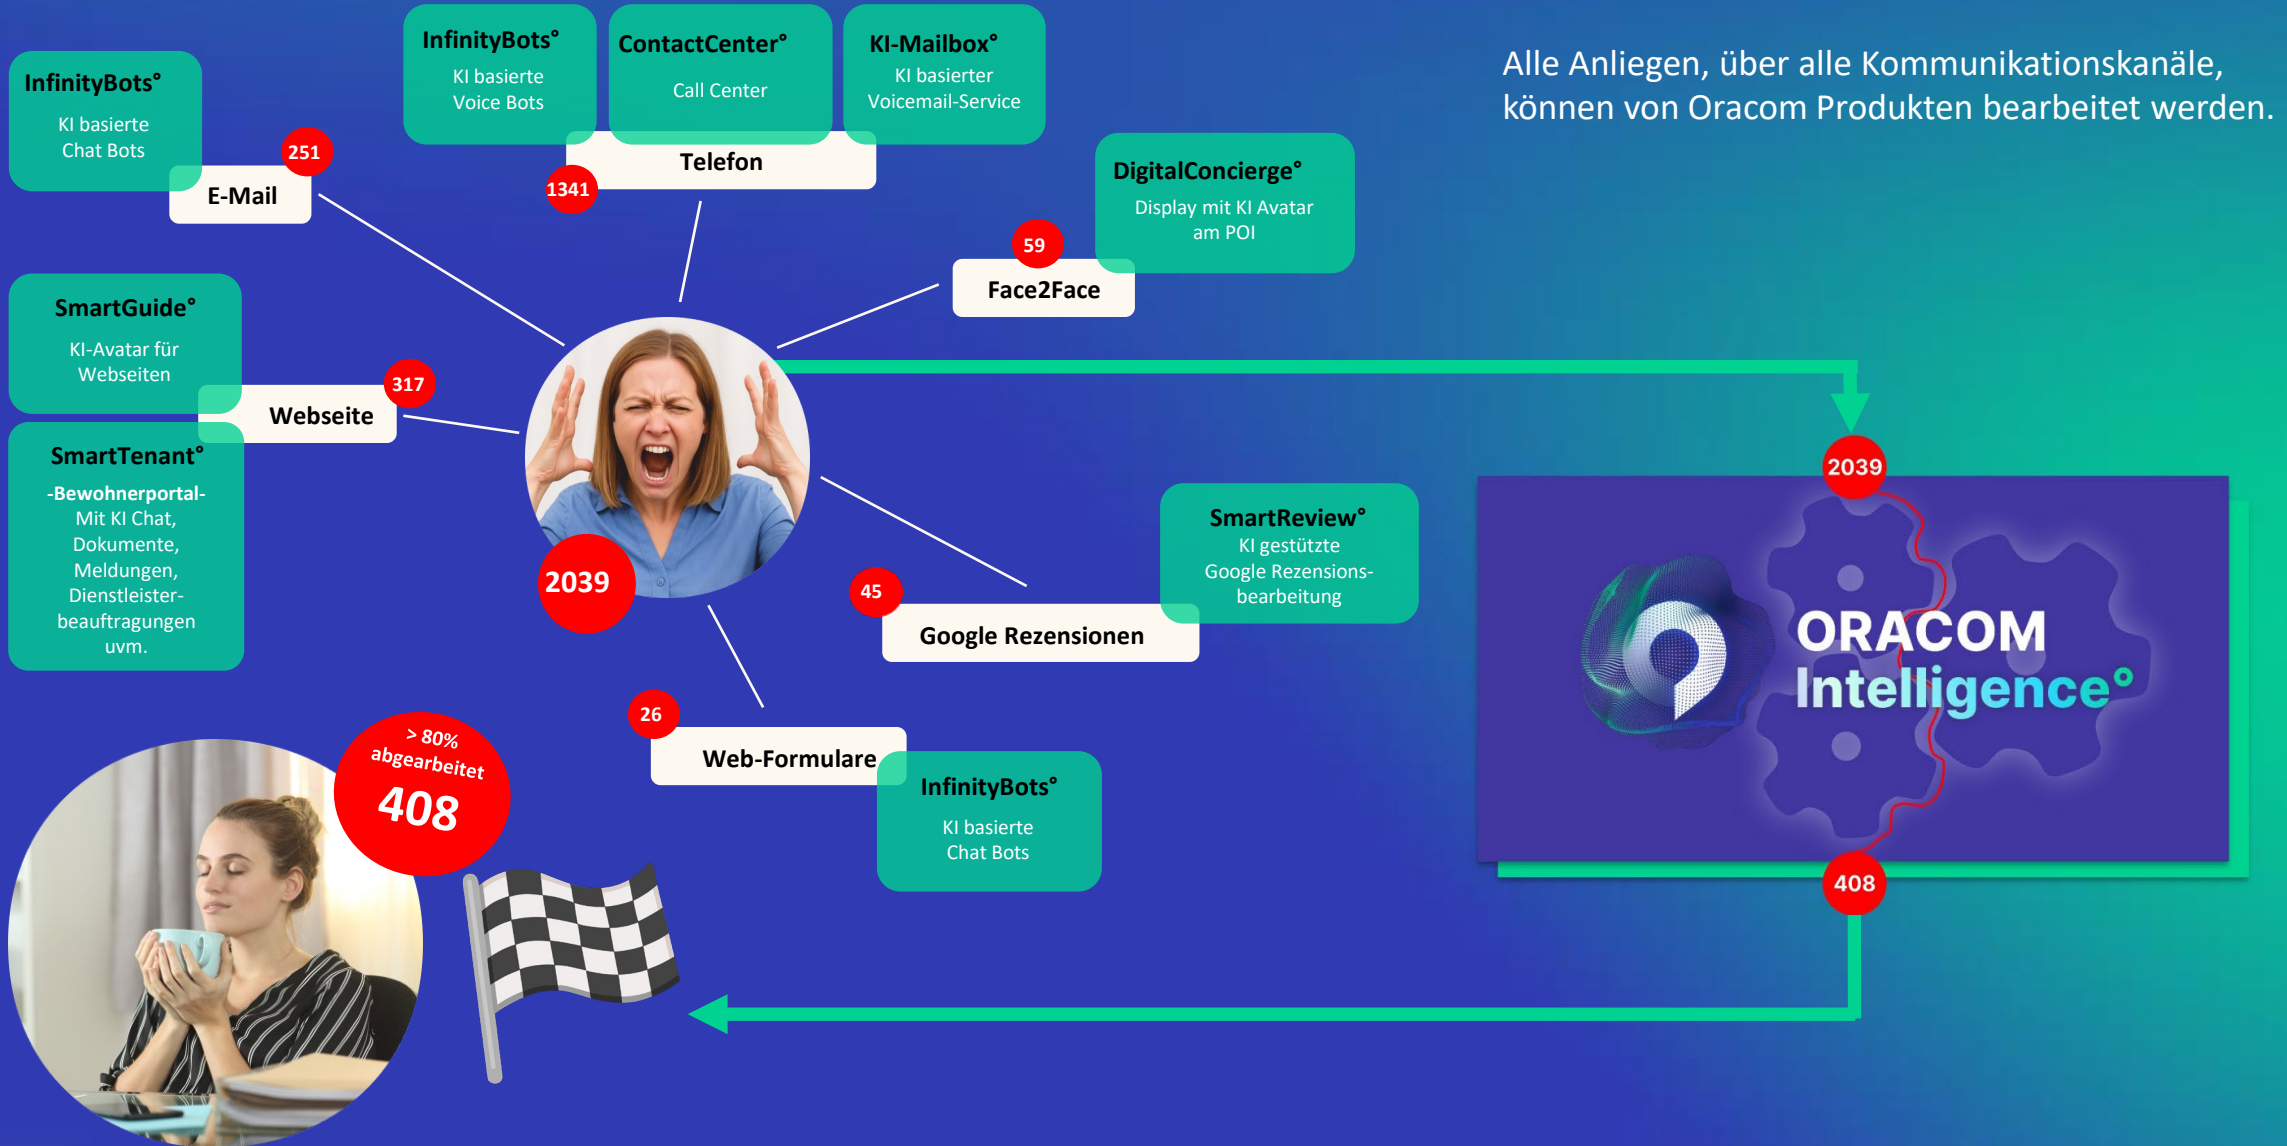 Alle Anliegen, über alle Kommunikationskanäle,
können von Oracom Produkten bearbeitet werden.
InfinityBots°
KI basierte
Chat Bots
251
E-Mail
InfinityBots°
KI basierte
Voice Bots
ContactCenter°
Call Center
KI-Mailbox°
KI basierter
Voicemail-Service
Telefon
1341
DigitalConcierge°
Display mit KI Avatar
am POI
59
Face2Face
SmartGuide°
KI-Avatar für
Webseiten
317
Webseite
SmartTenant°
-Bewohnerportal-
Mit KI Chat,
Dokumente,
Meldungen,
Dienstleister-
beauftragungen
uvm.
2039
SmartReview°
KI gestützte
Google Rezensions-
bearbeitung
45
Google Rezensionen
26
Web-Formulare
InfinityBots°
KI basierte
Chat Bots
2039
ORACOM
Intelligence°
408
> 80%
abgearbeitet
408